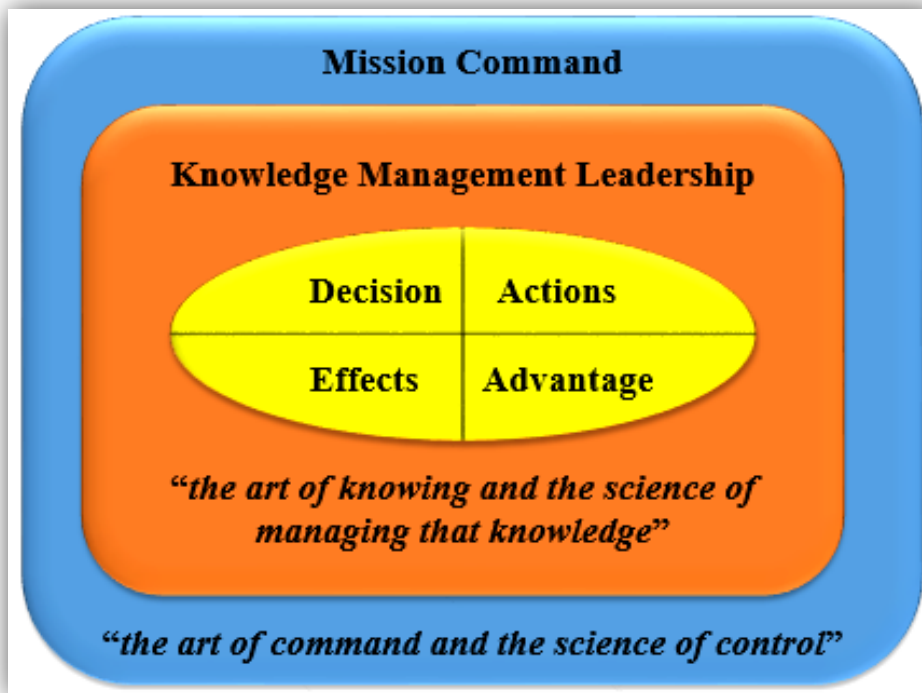 Mission Command
Knowledge Management Leadership
Decision Actions
Effects Advantage
“the art of knowing and the science of
managing that knowledge”
“the art of command and the science of control”